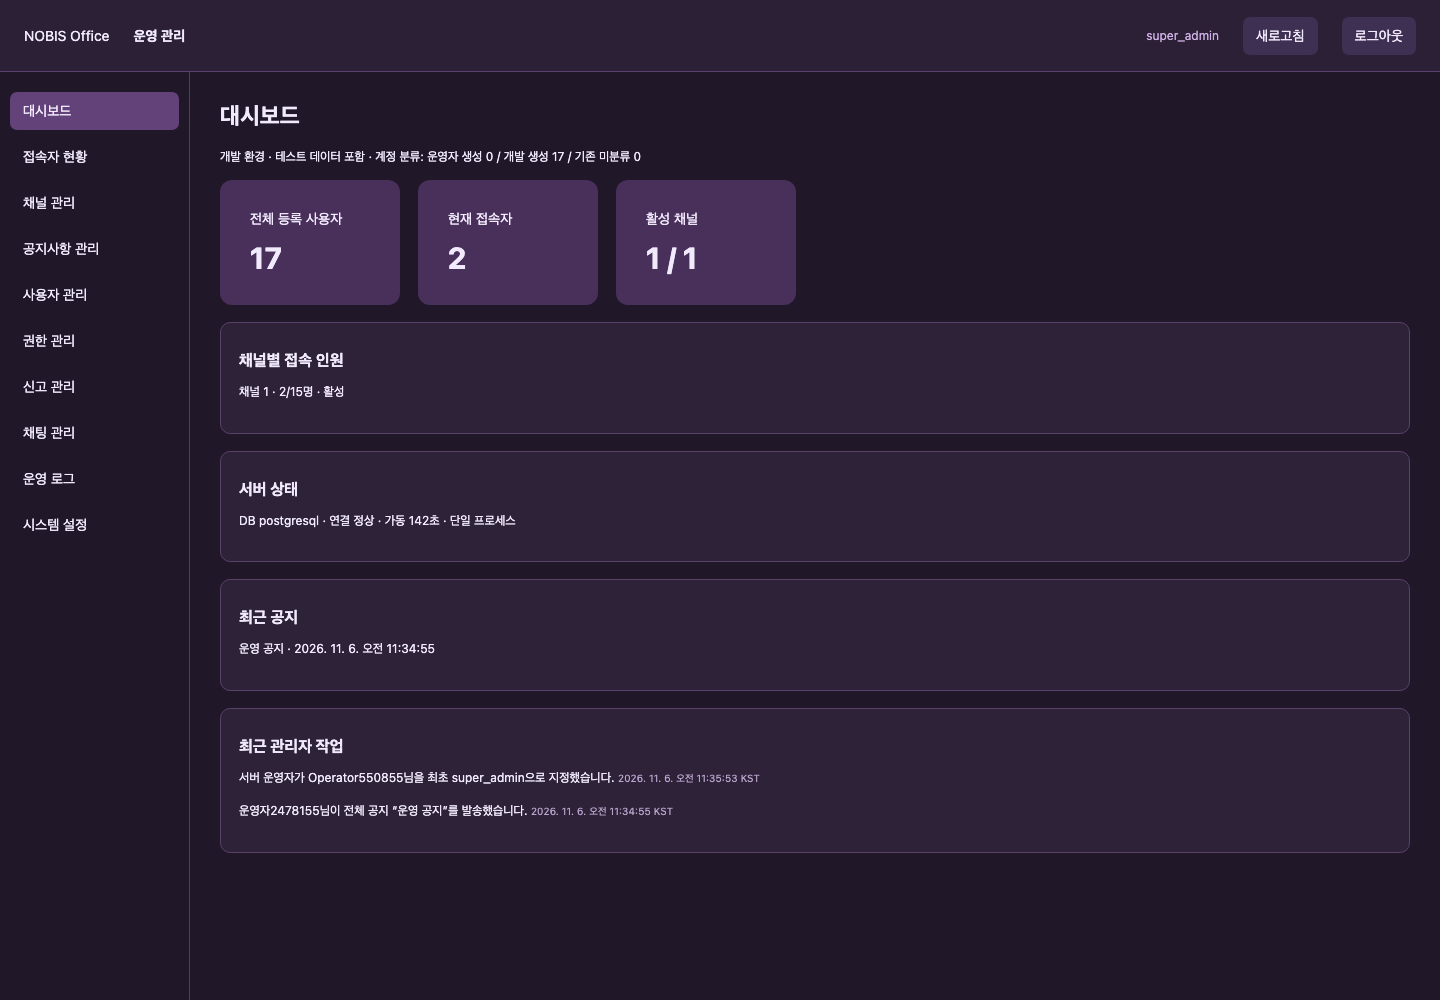 NOBIS Office 운영 관리 super_admin 새로고침 로그아웃
대시보드
접속자 현황
채널 관리
공지사항 관리
사용자 관리
권한 관리
신고 관리
채팅 관리
운영 로그
시스템 설정
대시보드
개발 환경 · 테스트 데이터 포함 · 계정 분류: 운영자 생성 0 / 개발 생성 17 / 기존 미분류 0
전체 등록 사용자
17
현재 접속자
2
활성 채널
1 / 1
채널별 접속 인원
채널 1 · 2/15명 · 활성
서버 상태
DB postgresql · 연결 정상 · 가동 142초 · 단일 프로세스
최근 공지
운영 공지 · 2026. 11. 6. 오전 11:34:55
최근 관리자 작업
서버 운영자가 Operator550855님을 최초 super_admin으로 지정했습니다. 2026. 11. 6. 오전 11:35:53 KST
운영자2478155님이 전체 공지 “운영 공지”를 발송했습니다. 2026. 11. 6. 오전 11:34:55 KST